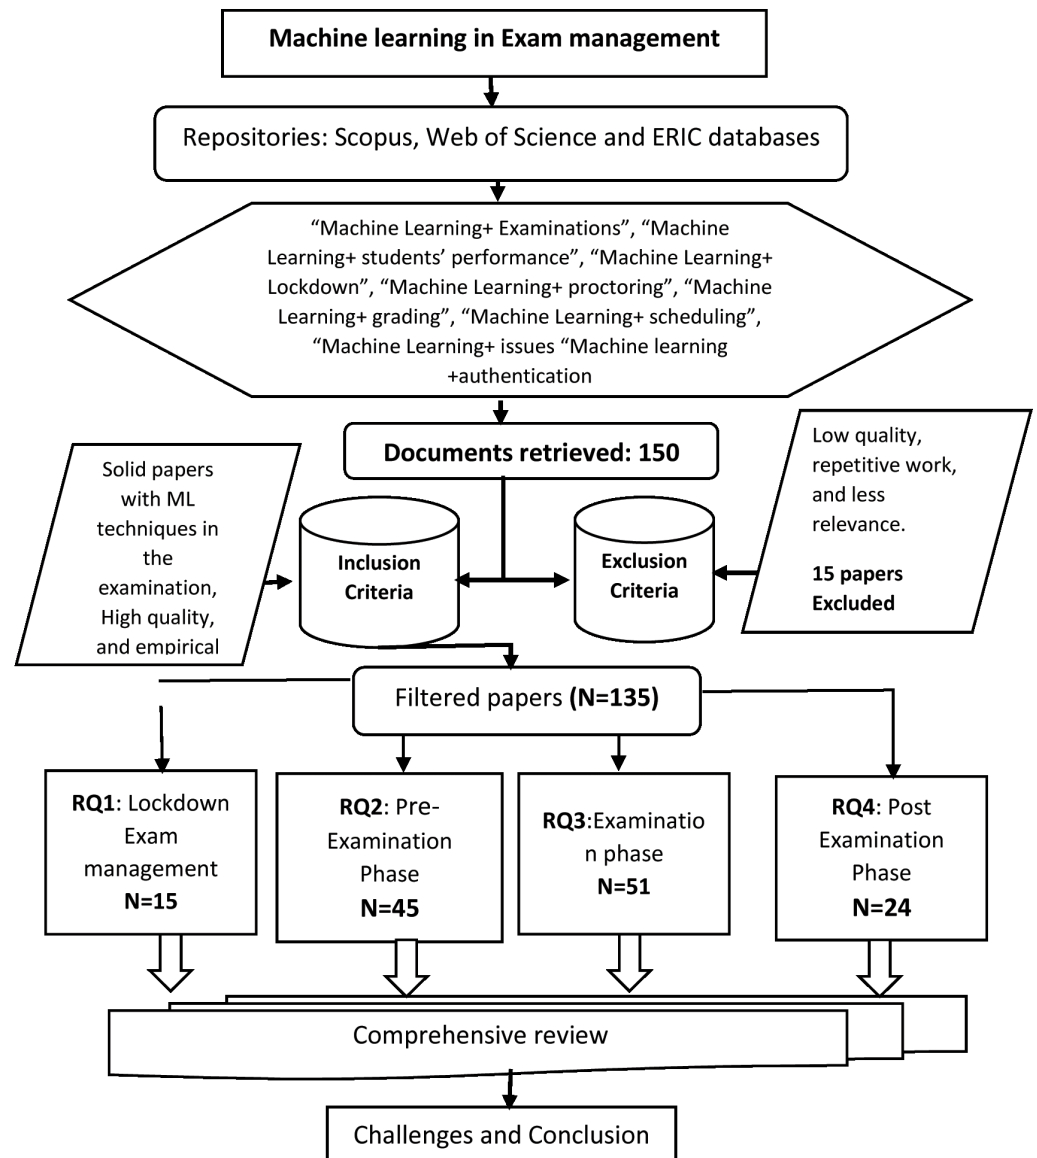 Machine learning in Exam management
Repositories: Scopus, Web of Science and ERIC databases
“Machine Learning+ Examinations”, “Machine
Learning+ students’ performance”, “Machine Learning+
Lockdown”, “Machine Learning+ proctoring”, “Machine
Learning+ grading”, “Machine Learning+ scheduling”,
“Machine Learning+ issues “Machine learning
+authentication
Documents retrieved: 150
Solid papers
with ML
techniques in
the
examination,
High quality,
and empirical
Inclusion
Criteria
Exclusion
Criteria
Low quality,
repetitive work,
and less
relevance.
15 papers
Excluded
Filtered papers (N=135)
RQ1: Lockdown
Exam
management
N=15
RQ2: Pre-
Examination
Phase
N=45
RQ3:Examinatio
n phase
N=51
RQ4: Post
Examination
Phase
N=24
Comprehensive review
Challenges and Conclusion